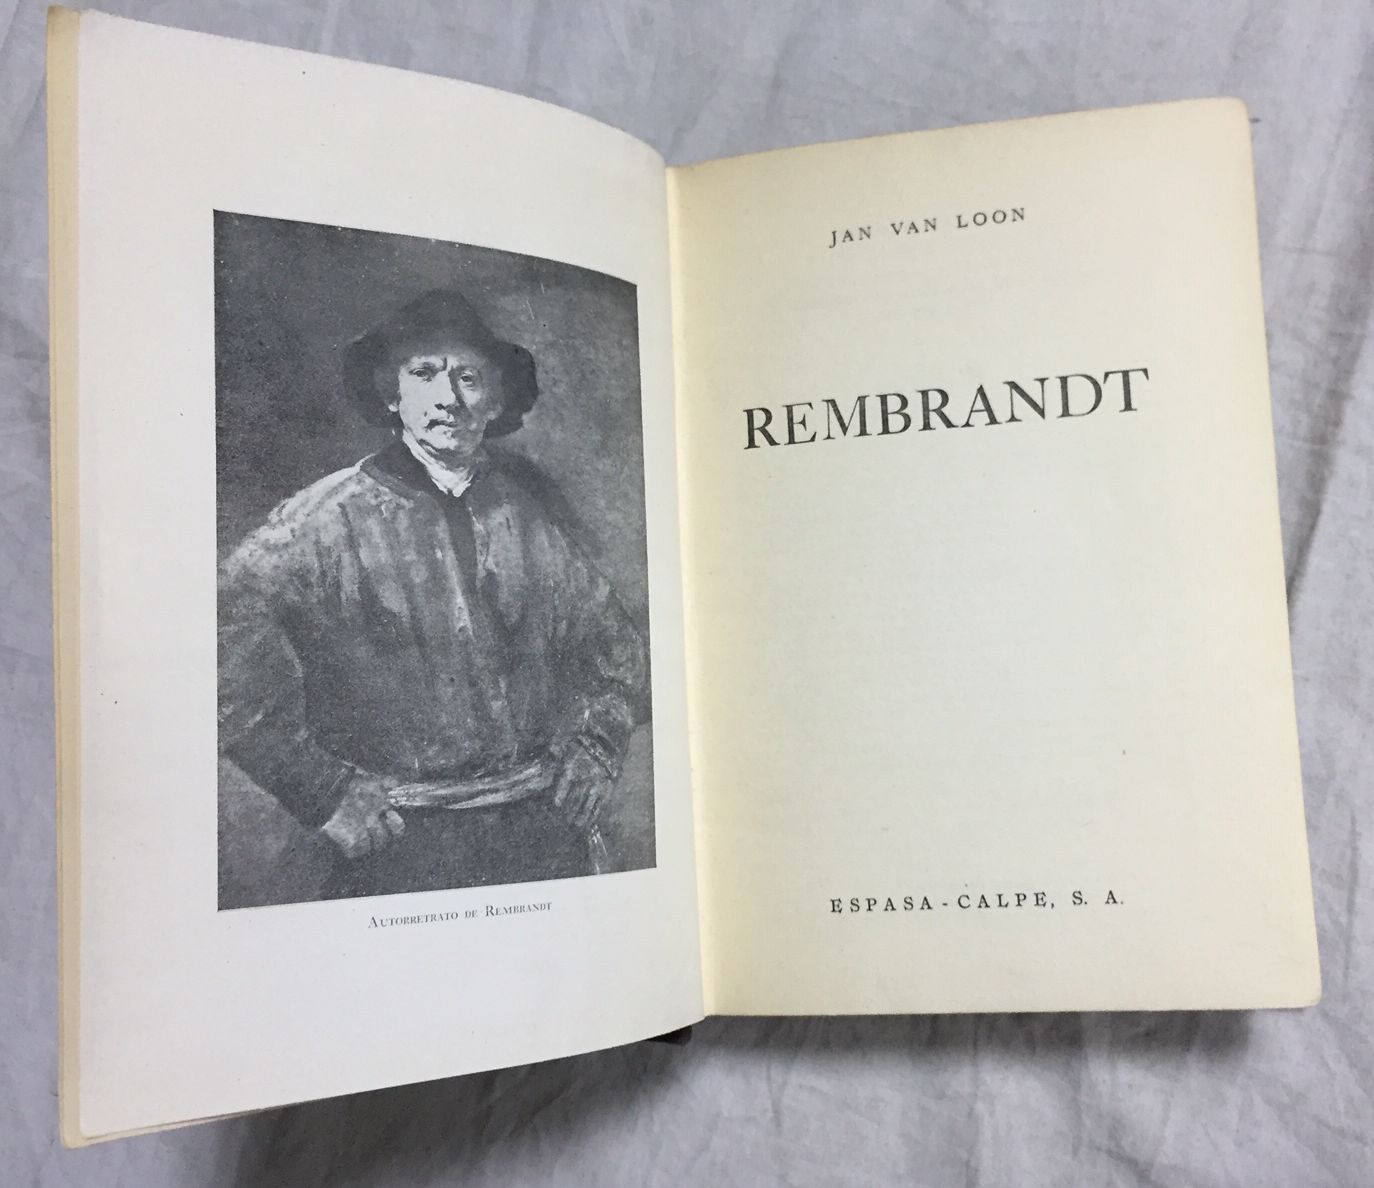 Autorretrato de Rembrandt
JAN VAN LOON
REMBRANDT
ESPASA-CALPE, S. A.